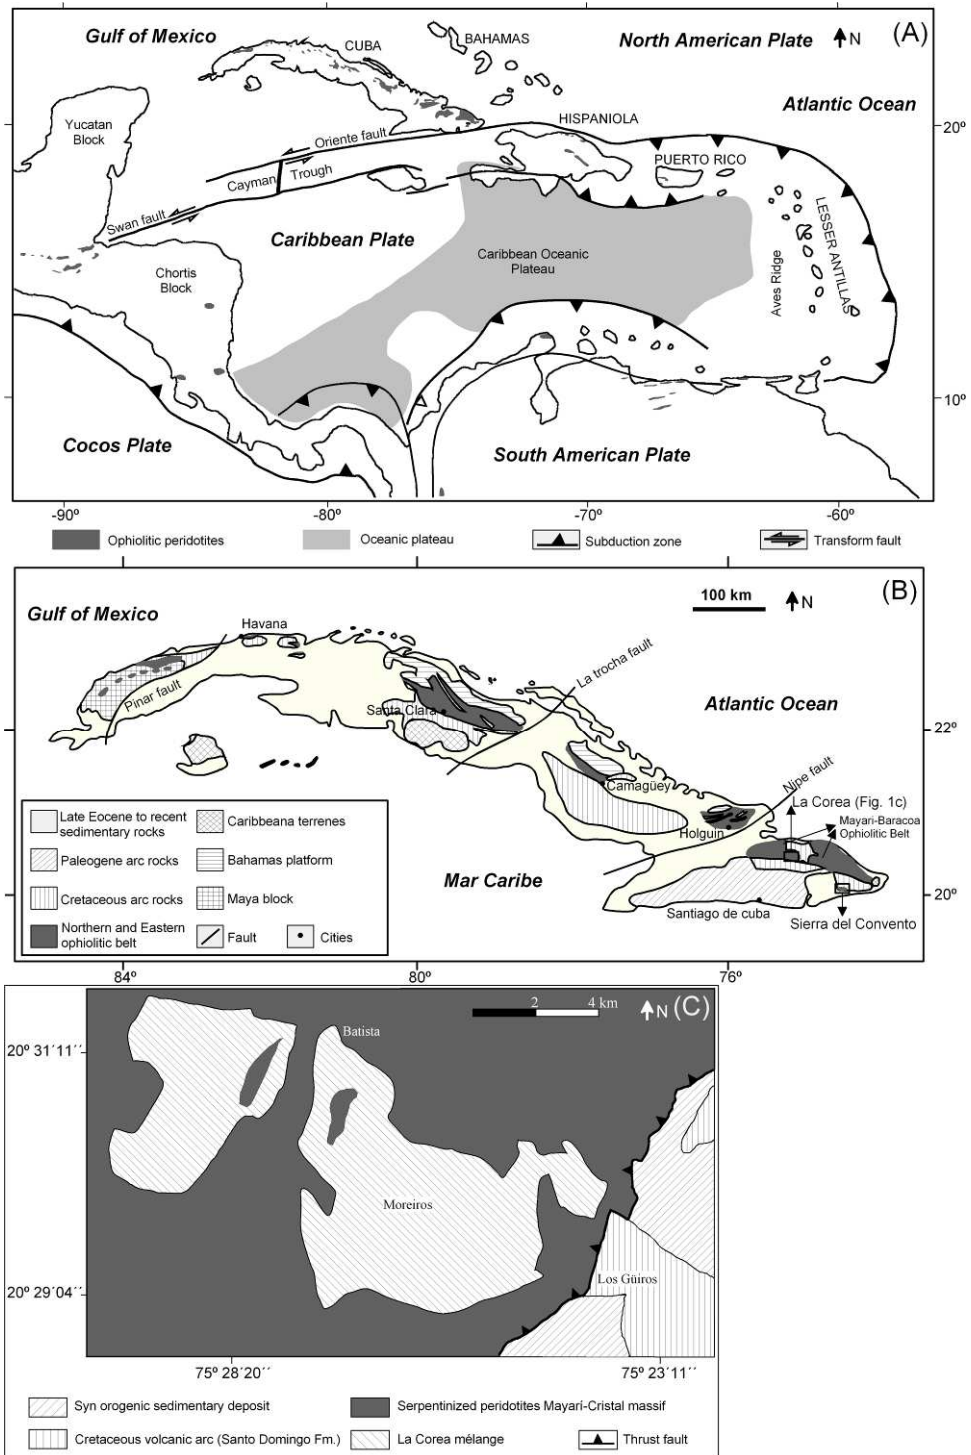 (A)
Gulf of Mexico
CUBA
BAHAMAS
North American Plate
N
Atlantic Ocean
Yucatan
Block
HISPANIOLA
20º
Oriente fault
PUERTO RICO
Cayman
Trough
Swan fault
Caribbean Plate
LESSER ANTILLAS
Caribbean Oceanic
Plateau
Aves Ridge
Chortis
Block
10º
Cocos Plate
South American Plate
-90º
-80º
-70º
-60º
Ophiolitic peridotites
Oceanic plateau
Subduction zone
Transform fault
(B)
100 km
N
Gulf of Mexico
Havana
La trocha fault
Pinar fault
Santa Clara
Atlantic Ocean
22º
Camagüey
Nipe fault
La Corea (Fig. 1c)
Mayari-Baracoa
Ophiolitic Belt
Holguin
Mar Caribe
20º
Santiago de cuba
Sierra del Convento
Late Eocene to recent
sedimentary rocks
Caribbeana terrenes
Paleogene arc rocks
Bahamas platform
Cretaceous arc rocks
Maya block
Northern and Eastern
ophiolitic belt
Fault
Cities
84º
80º
76º
2
4 km
N
(C)
Batista
20º 31´11´´
Moreiros
20º 29´04´´
Los Güiros
75º 28´20´´
75º 23´11´´
Syn orogenic sedimentary deposit
Serpentinized peridotites Mayarí-Cristal massif
Cretaceous volcanic arc (Santo Domingo Fm.)
La Corea mélange
Thrust fault